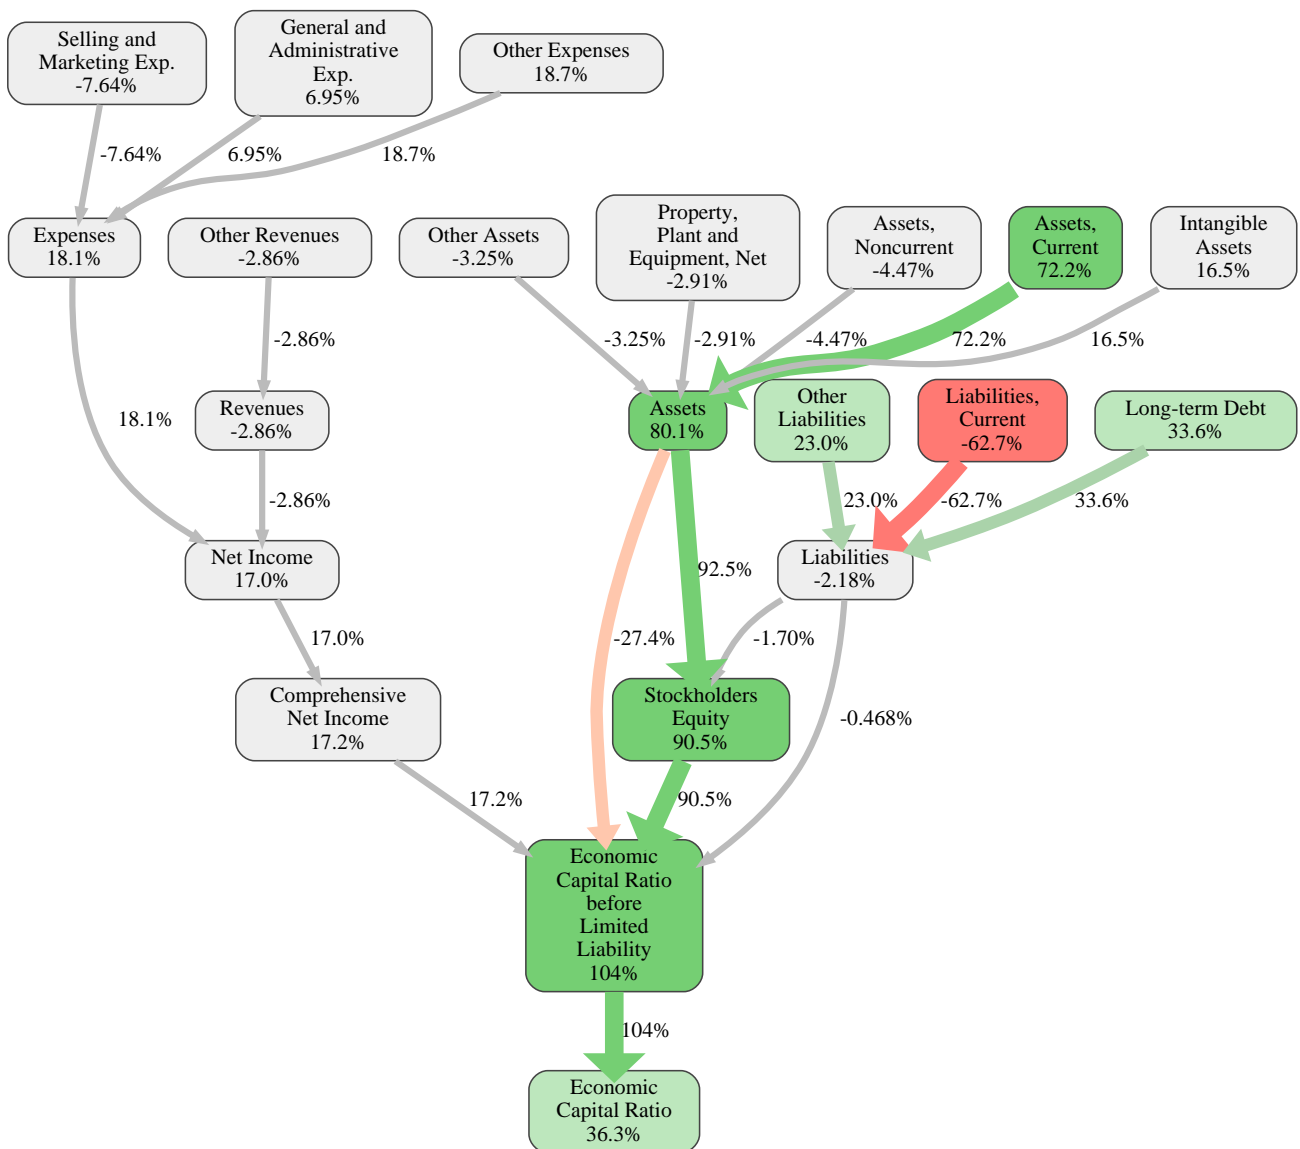 Selling and
Marketing Exp.
-7.64%
General and
Administrative
Exp.
6.95%
Other Expenses
18.7%
-7.64%
6.95%
18.7%
Expenses
18.1%
Other Revenues
-2.86%
Other Assets
-3.25%
Property,
Plant and
Equipment, Net
-2.91%
Assets,
Noncurrent
-4.47%
Assets,
Current
72.2%
Intangible
Assets
16.5%
-2.86%
-3.25%
-2.91%
-4.47%
72.2%
16.5%
18.1%
Revenues
-2.86%
Assets
80.1%
Other
Liabilities
23.0%
Liabilities,
Current
-62.7%
Long-term Debt
33.6%
-2.86%
92.5%
23.0%
-62.7%
33.6%
Net Income
17.0%
Liabilities
-2.18%
17.0%
-27.4%
-1.70%
Comprehensive
Net Income
17.2%
Stockholders
Equity
90.5%
-0.468%
17.2%
90.5%
Economic
Capital Ratio
before
Limited
Liability
104%
104%
Economic
Capital Ratio
36.3%